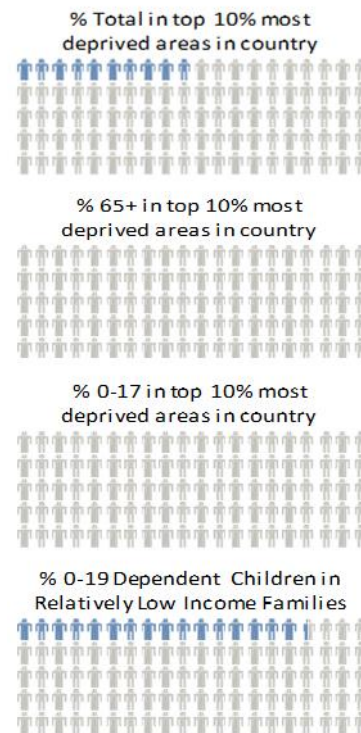 % Total in top 10% most
deprived areas in country
% 65+ in top 10% most
deprived areas in country
% 0-17 in top 10% most
deprived areas in country
% 0-19 Dependent Children in
Relatively Low Income Families